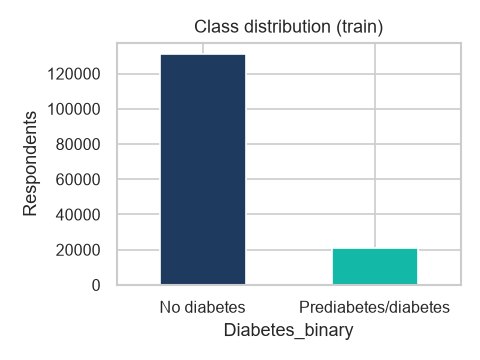 Class distribution (train)
Respondents
120000
100000
80000
60000
40000
20000
0
No diabetes
Prediabetes/diabetes
Diabetes_binary